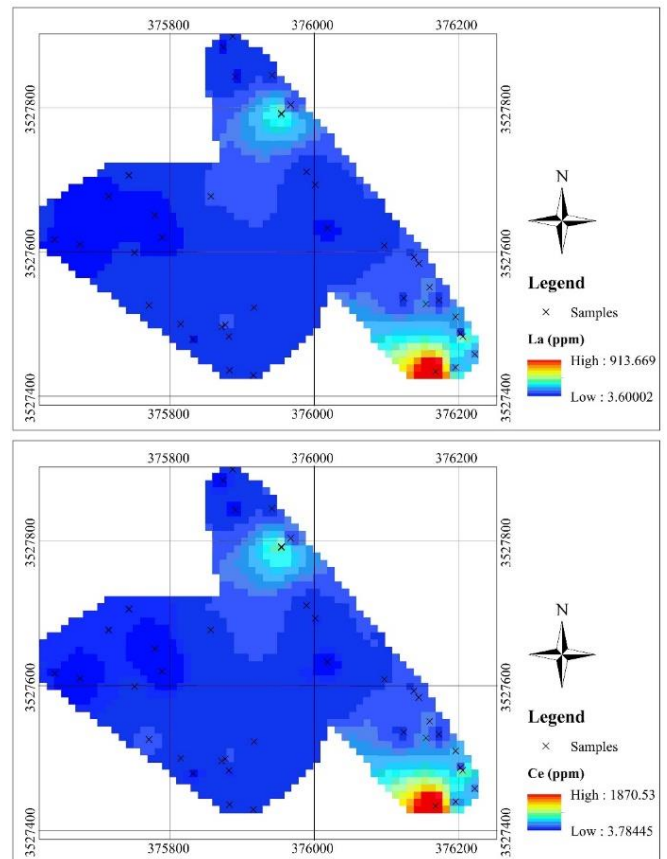 375800 376000 376200
3527800 3527800
3527600 3527600
3527400 3527400
375800 376000 376200
N
Legend
× Samples
La (ppm)
High : 913.669
Low : 3.60002
375800 376000 376200
3527800 3527800
3527600 3527600
3527400 3527400
375800 376000 376200
N
Legend
× Samples
Ce (ppm)
High : 1870.53
Low : 3.78445